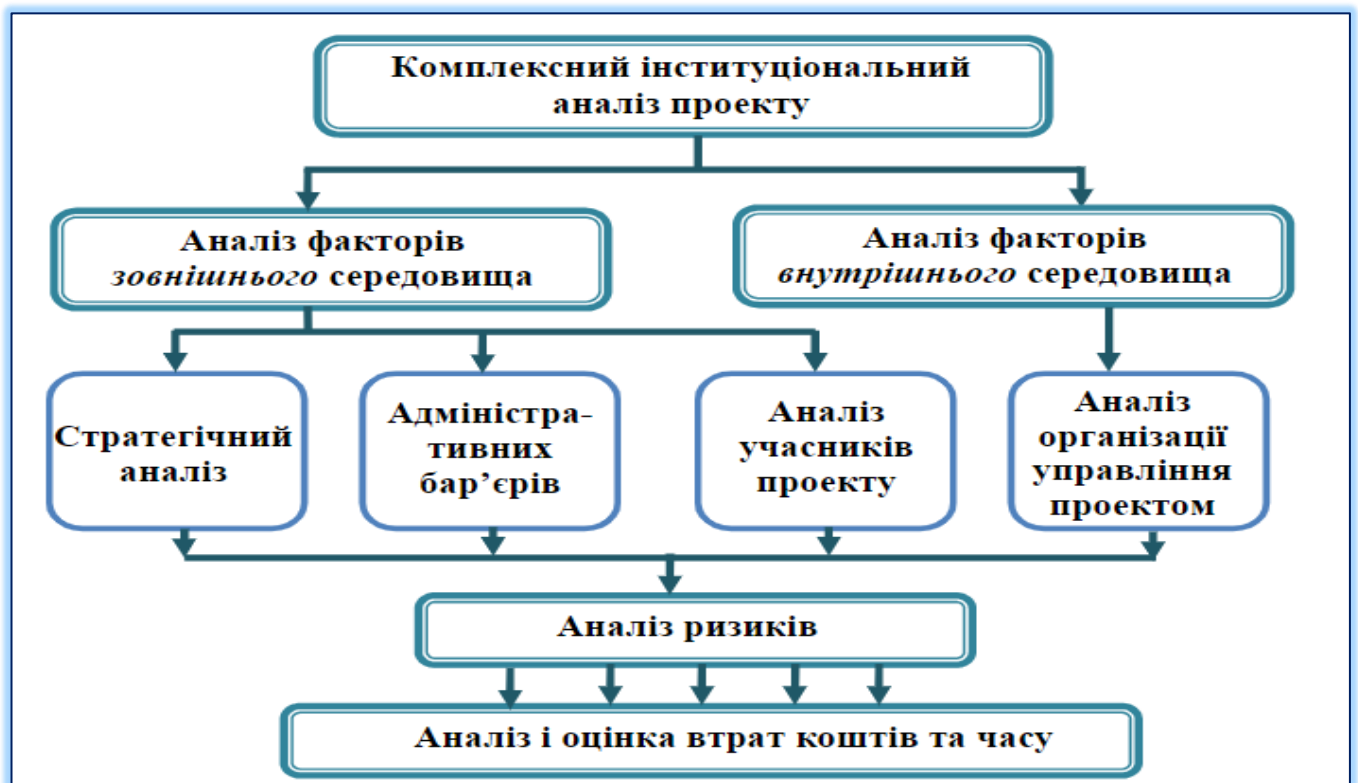 Комплексний інституціональний
аналіз проекту
Аналіз факторів
зовнішнього середовища
Аналіз факторів
внутрішнього середовища
Стратегічний
аналіз
Адміністра-
тивних
бар’єрів
Аналіз
учасників
проекту
Аналіз
організації
управління
проектом
Аналіз ризиків
Аналіз і оцінка втрат коштів та часу